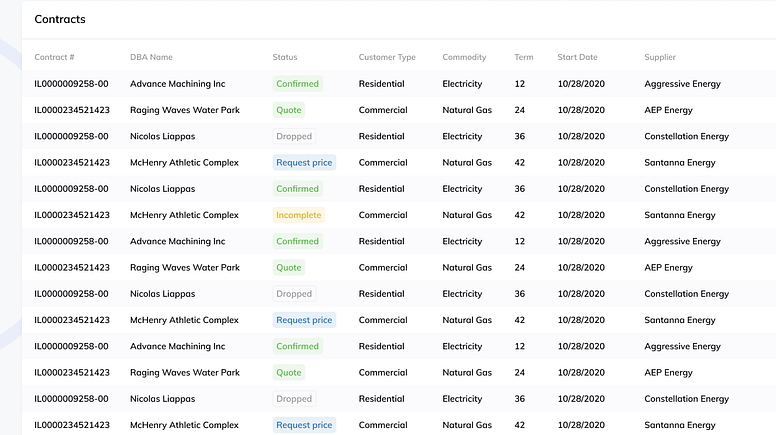 Contracts
Contract # DBA Name Status Customer Type Commodity Term Start Date Supplier
IL0000009258-00 Advance Machining Inc Confirmed Residential Electricity 12 10/28/2020 Aggressive Energy
IL0000234521423 Raging Waves Water Park Quote Commercial Natural Gas 24 10/28/2020 AEP Energy
IL0000009258-00 Nicolas Liappas Dropped Residential Electricity 36 10/28/2020 Constellation Energy
IL0000234521423 McHenry Athletic Complex Request price Commercial Natural Gas 42 10/28/2020 Santanna Energy
IL0000009258-00 Nicolas Liappas Confirmed Residential Electricity 36 10/28/2020 Constellation Energy
IL0000234521423 McHenry Athletic Complex Incomplete Commercial Natural Gas 42 10/28/2020 Santanna Energy
IL0000009258-00 Advance Machining Inc Confirmed Residential Electricity 12 10/28/2020 Aggressive Energy
IL0000234521423 Raging Waves Water Park Quote Commercial Natural Gas 24 10/28/2020 AEP Energy
IL0000009258-00 Nicolas Liappas Dropped Residential Electricity 36 10/28/2020 Constellation Energy
IL0000234521423 McHenry Athletic Complex Request price Commercial Natural Gas 42 10/28/2020 Santanna Energy
IL0000009258-00 Advance Machining Inc Confirmed Residential Electricity 12 10/28/2020 Aggressive Energy
IL0000234521423 Raging Waves Water Park Quote Commercial Natural Gas 24 10/28/2020 AEP Energy
IL0000009258-00 Nicolas Liappas Dropped Residential Electricity 36 10/28/2020 Constellation Energy
IL0000234521423 McHenry Athletic Complex Request price Commercial Natural Gas 42 10/28/2020 Santanna Energy